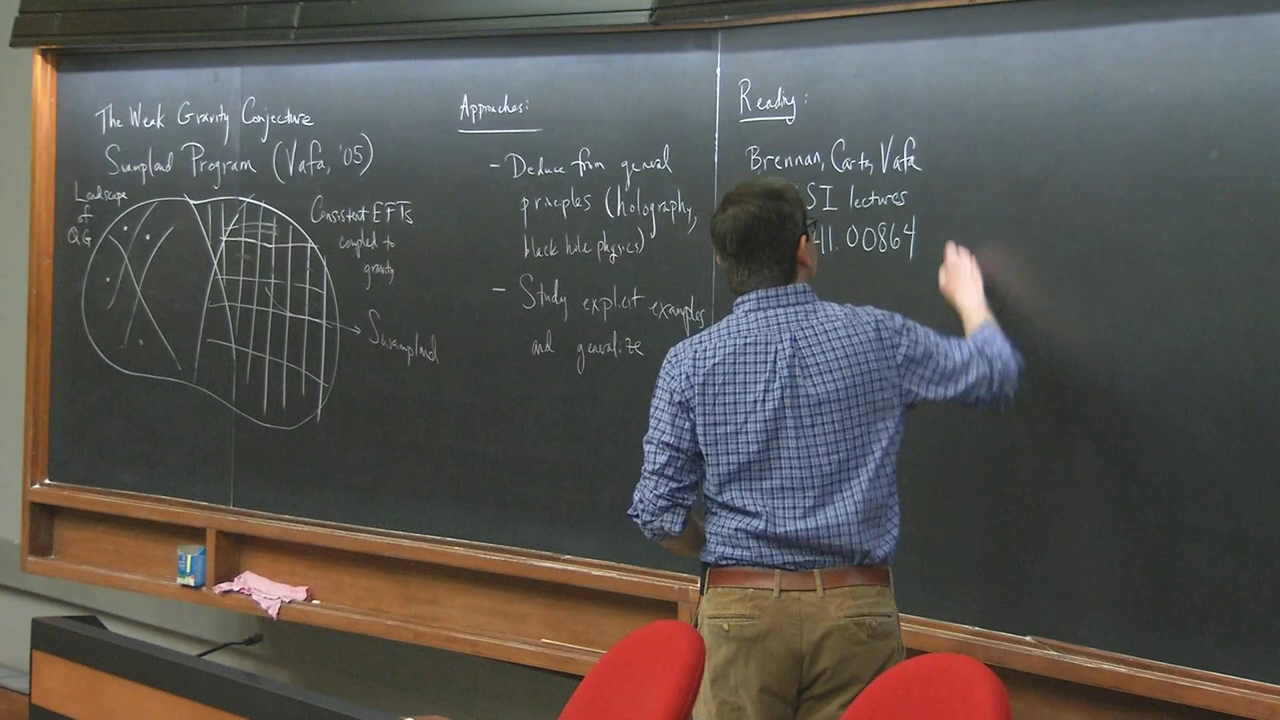 The Weak Gravity Conjecture
Swampland Program (Vafa, '05)
Landscape
of
QG
Consistent EFTs
coupled to
gravity
Swampland
Approaches:
- Deduce from general
principles (holography,
black hole physics)
- Study explicit examples
and generalize
Reading:
Brennan, Carta, Vafa
SI lectures
11.00864